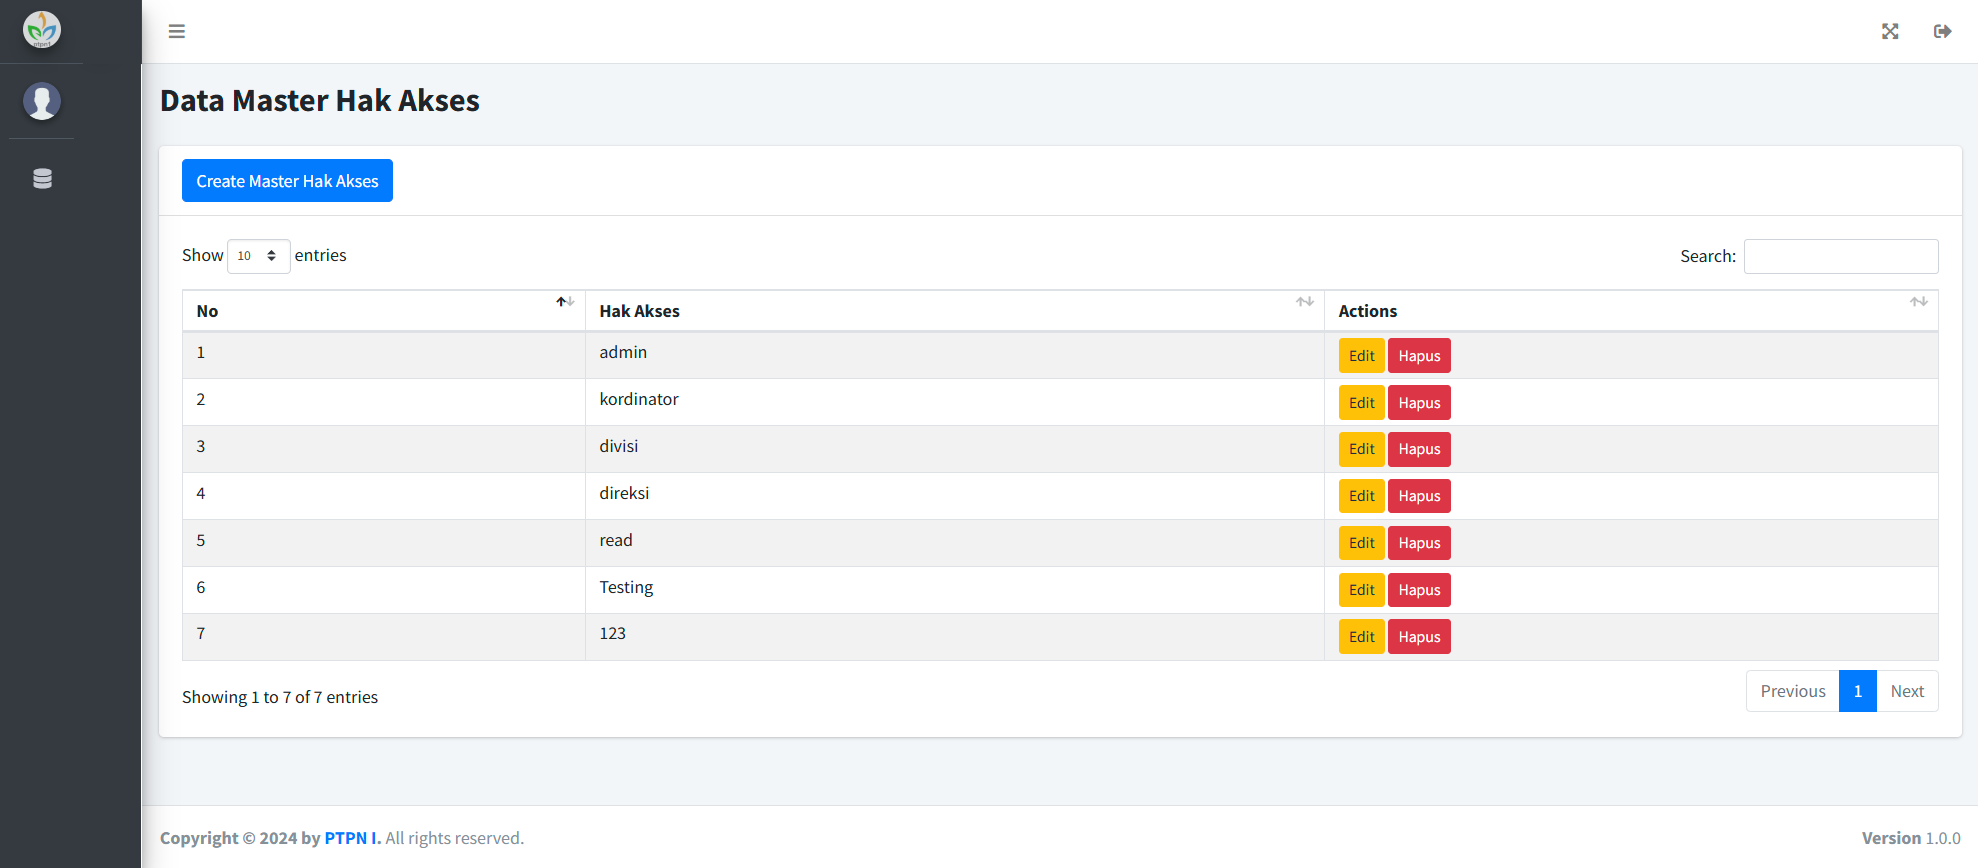 ptpn1
Data Master Hak Akses
Create Master Hak Akses
Show 10 entries
Search:
No Hak Akses Actions
1 admin Edit Hapus
2 kordinator Edit Hapus
3 divisi Edit Hapus
4 direksi Edit Hapus
5 read Edit Hapus
6 Testing Edit Hapus
7 123 Edit Hapus
Showing 1 to 7 of 7 entries
Previous 1 Next
Copyright © 2024 by PTPN I. All rights reserved.
Version 1.0.0